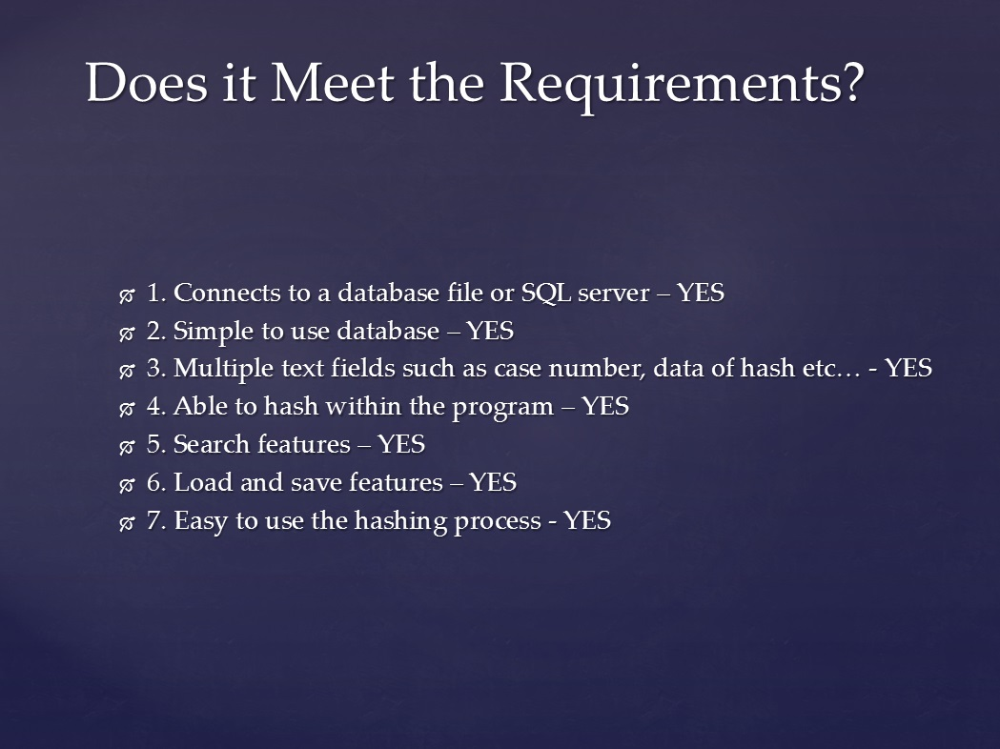 Does it Meet the Requirements?
1. Connects to a database file or SQL server – YES
2. Simple to use database – YES
3. Multiple text fields such as case number, data of hash etc… - YES
4. Able to hash within the program – YES
5. Search features – YES
6. Load and save features – YES
7. Easy to use the hashing process - YES